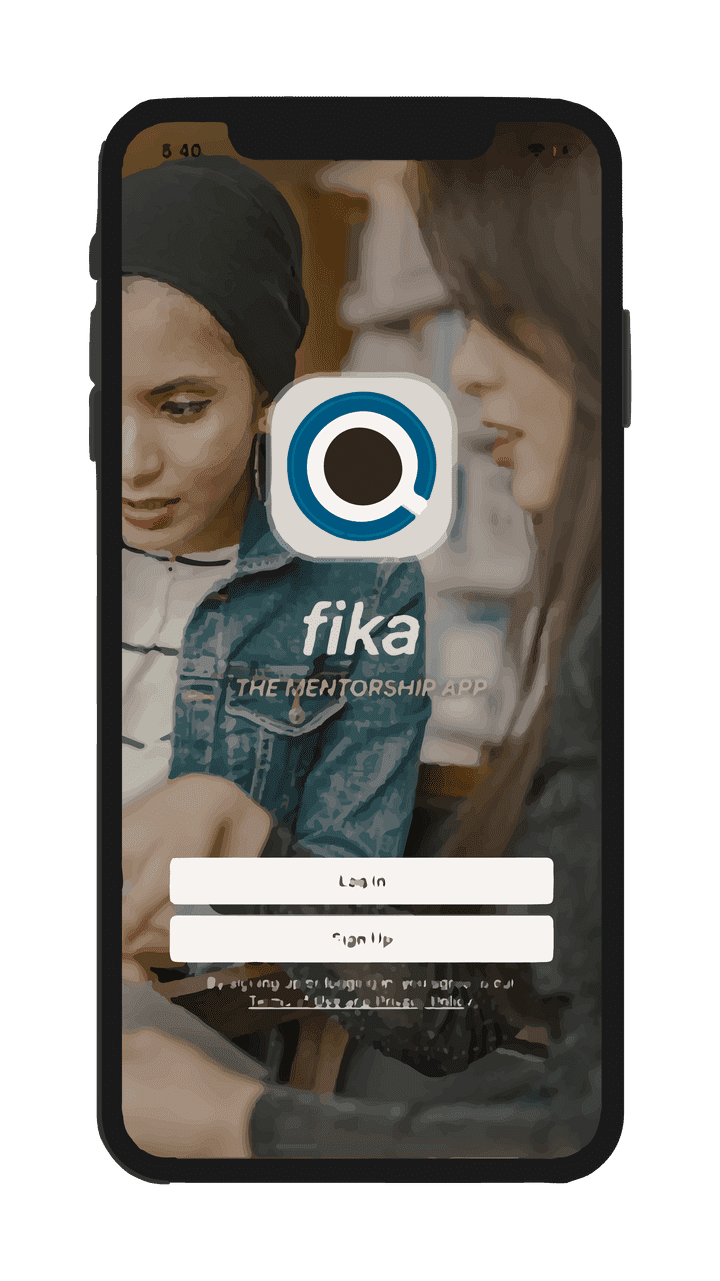 5:40
fika
THE MENTORSHIP APP
Log In
Sign Up
By signing up or logging in, you agree to our
Terms of Use and Privacy Policy.